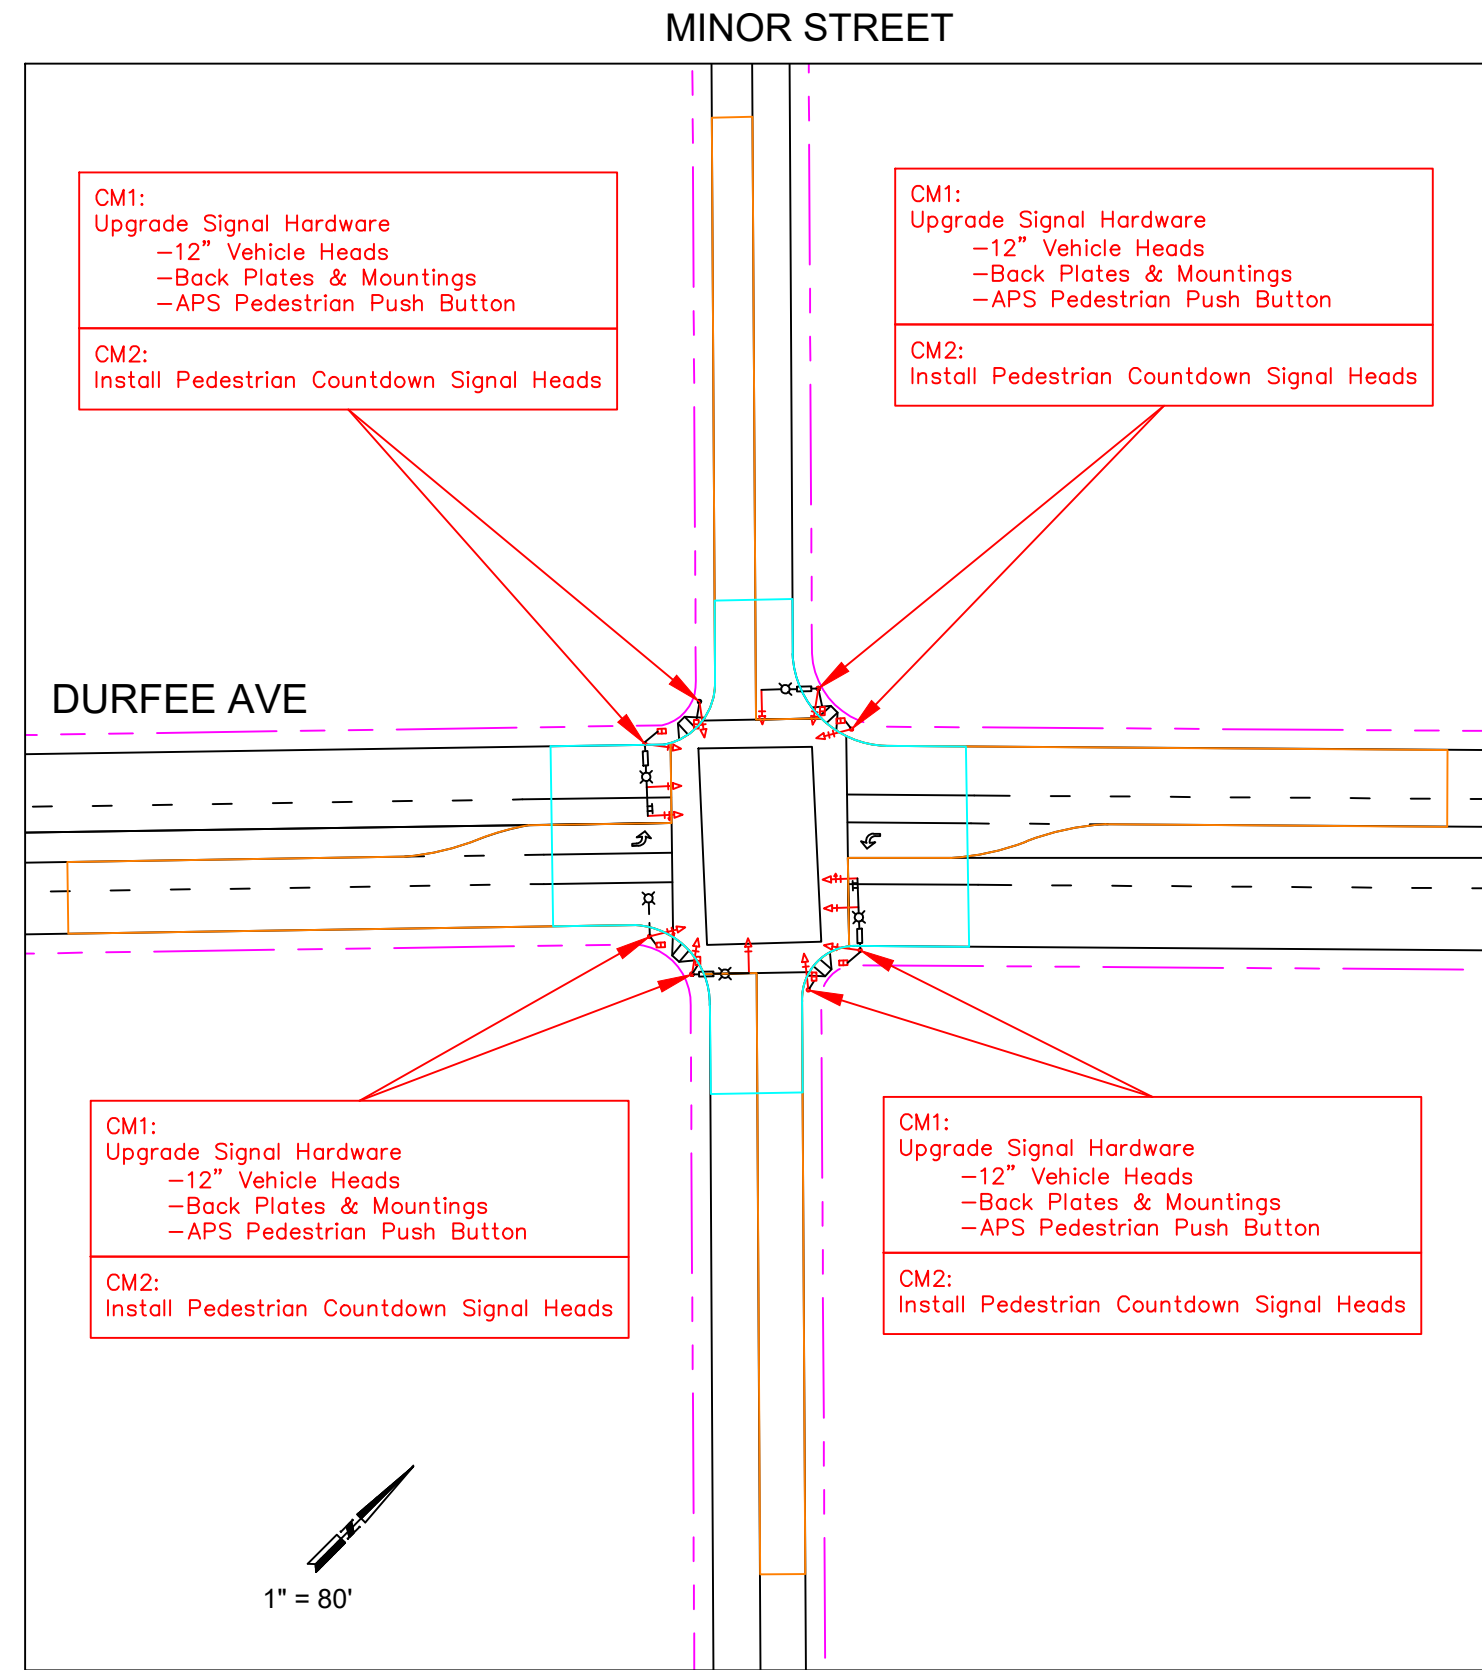 MINOR STREET
CM1:
Upgrade Signal Hardware
-12" Vehicle Heads
-Back Plates & Mountings
-APS Pedestrian Push Button
CM2:
Install Pedestrian Countdown Signal Heads
CM1:
Upgrade Signal Hardware
-12" Vehicle Heads
-Back Plates & Mountings
-APS Pedestrian Push Button
CM2:
Install Pedestrian Countdown Signal Heads
DURFEE AVE
CM1:
Upgrade Signal Hardware
-12" Vehicle Heads
-Back Plates & Mountings
-APS Pedestrian Push Button
CM2:
Install Pedestrian Countdown Signal Heads
CM1:
Upgrade Signal Hardware
-12" Vehicle Heads
-Back Plates & Mountings
-APS Pedestrian Push Button
CM2:
Install Pedestrian Countdown Signal Heads
N
1" = 80'